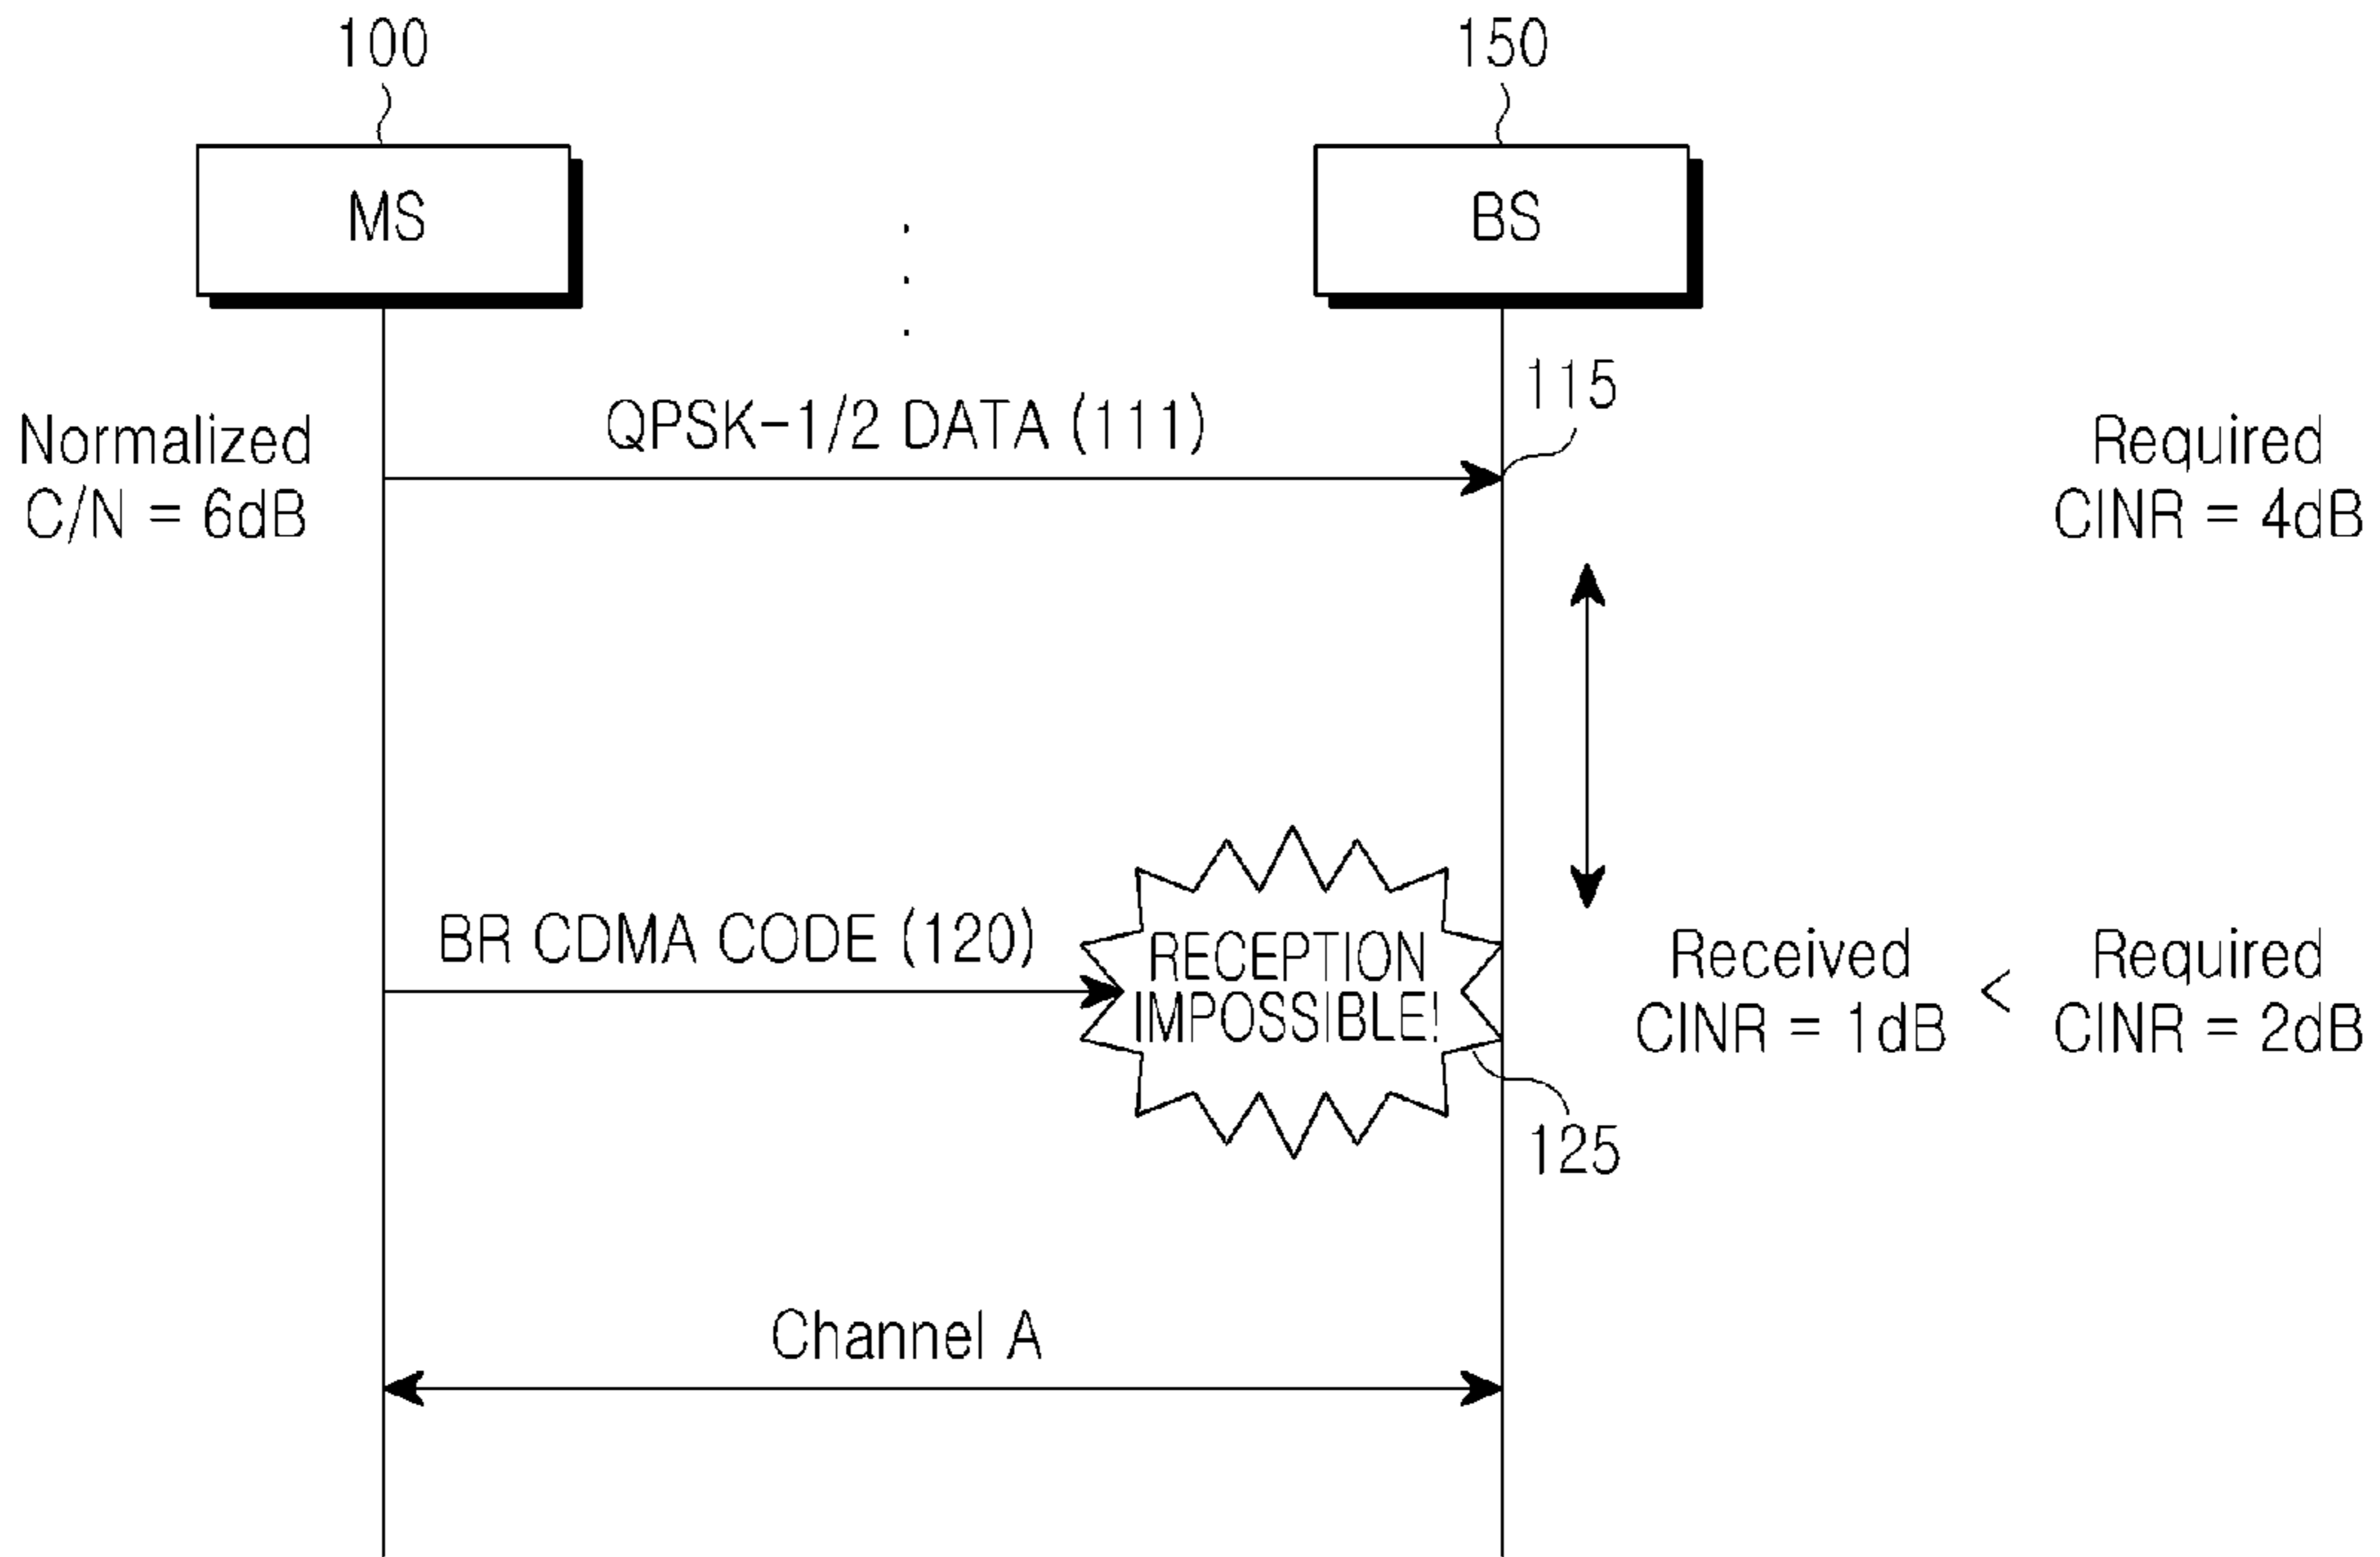 100
150
MS
BS
115
QPSK-1/2 DATA (111)
Normalized
C/N = 6dB
Required
CINR = 4dB
BR CDMA CODE (120)
RECEPTION
IMPOSSIBLE!
Received
CINR = 1dB
<
Required
CINR = 2dB
125
Channel A